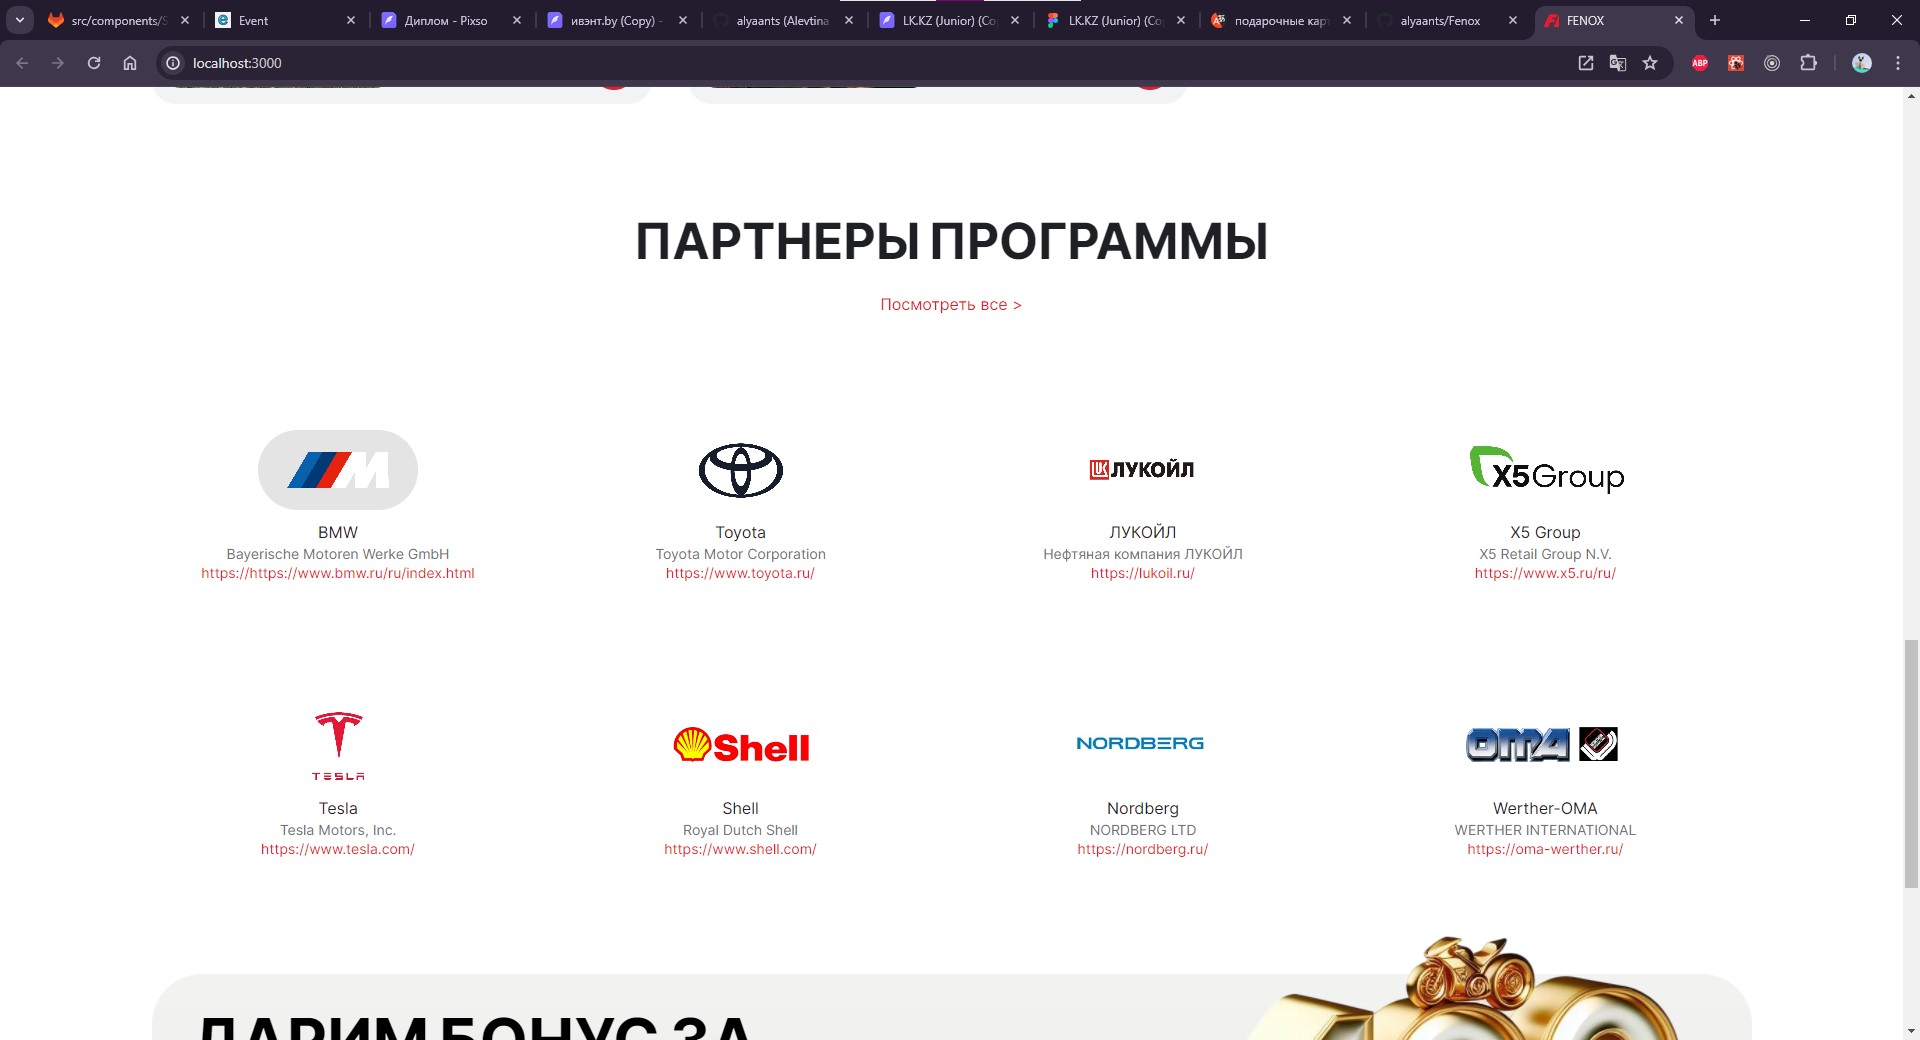 src/components/S
Event
Диплом - Pixso
ивэнт.by (Copy) -
alyaants (Alevtina
LK.KZ (Junior) (Co
LK.KZ (Junior) (Co
подарочные карт
alyaants/Fenox
FENOX
localhost:3000
ABP
ПАРТНЕРЫ ПРОГРАММЫ
Посмотреть все >
M
ЛУКОЙЛ
X5Group
BMW
Toyota
ЛУКОЙЛ
X5 Group
Bayerische Motoren Werke GmbH
Toyota Motor Corporation
Нефтяная компания ЛУКОЙЛ
X5 Retail Group N.V.
https://https://www.bmw.ru/ru/index.html
https://www.toyota.ru/
https://lukoil.ru/
https://www.x5.ru/ru/
TESLA
Shell
NORDBERG
OMA
Tesla
Shell
Nordberg
Werther-OMA
Tesla Motors, Inc.
Royal Dutch Shell
NORDBERG LTD
WERTHER INTERNATIONAL
https://www.tesla.com/
https://www.shell.com/
https://nordberg.ru/
https://oma-werther.ru/
ДАРИМ БОНУС ЗА